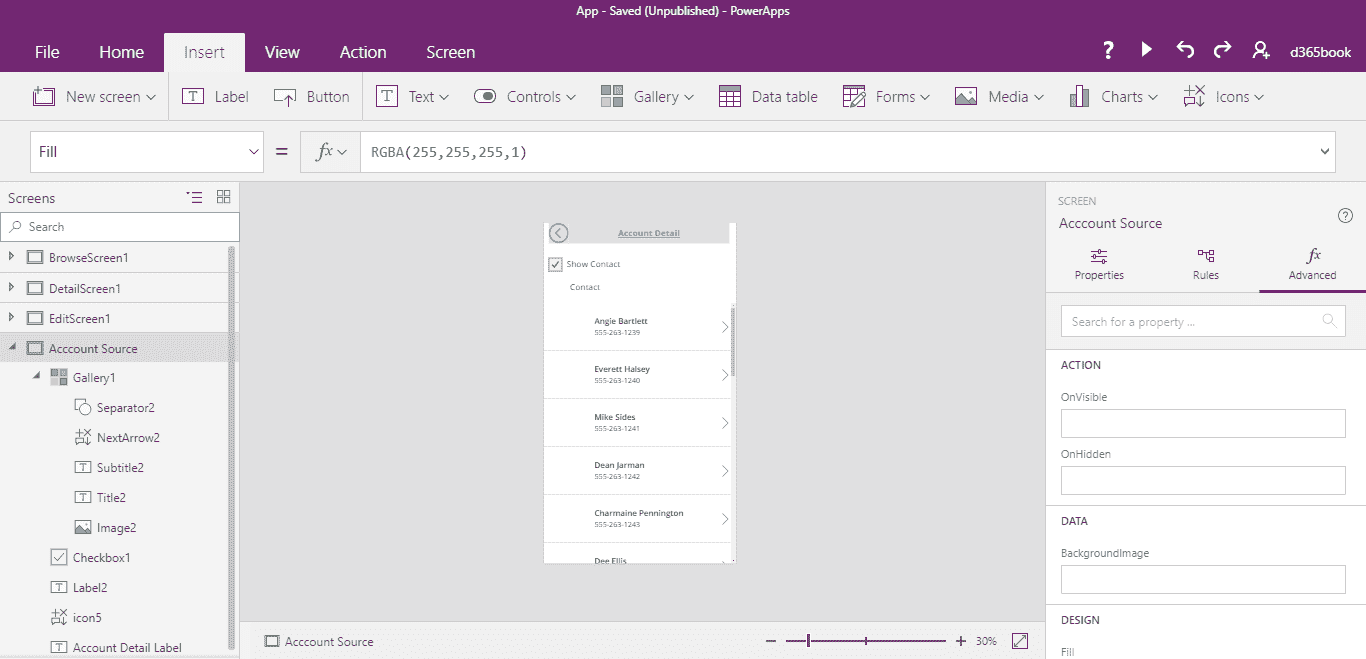 App - Saved (Unpublished) - PowerApps
File Home Insert View Action Screen ? d365book
New screen Label Button Text Controls Gallery Data table Forms Media Charts Icons
Fill = fx RGBA(255,255,255,1)
Screens
Search
BrowseScreen1
DetailScreen1
EditScreen1
Acccount Source
Gallery1
Separator2
NextArrow2
Subtitle2
Title2
Image2
Checkbox1
Label2
icon5
Account Detail Label
Account Detail
Show Contact
Contact
Angie Bartlett
555-263-1239
Everett Halsey
555-263-1240
Mike Sides
555-263-1241
Dean Jarman
555-263-1242
Charmaine Pennington
555-263-1243
Dee Ellis
Acccount Source
30%
SCREEN
Acccount Source
?
Properties Rules fx Advanced
Search for a property ...
ACTION
OnVisible
OnHidden
DATA
BackgroundImage
DESIGN
Fill